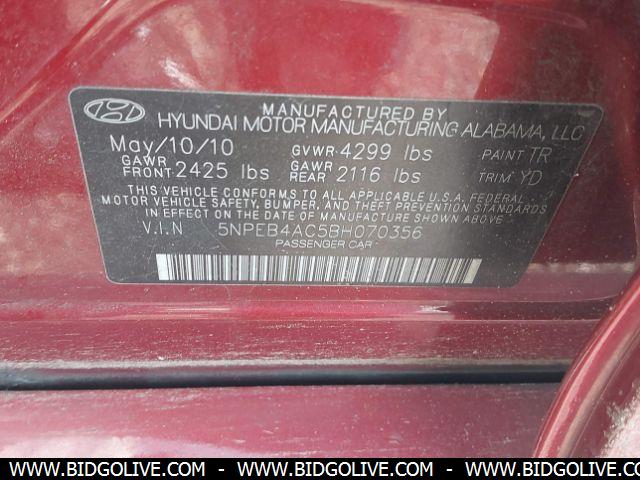 MANUFACTURED BY
HYUNDAI MOTOR MANUFACTURING ALABAMA, LLC
May/10/10 GVWR 4299 lbs PAINT TR
GAWR FRONT 2425 lbs GAWR REAR 2116 lbs TRIM YD
THIS VEHICLE CONFORMS TO ALL APPLICABLE U.S.A. FEDERAL
MOTOR VEHICLE SAFETY, BUMPER, AND THEFT PREVENTION STANDARDS
IN EFFECT ON THE DATE OF MANUFACTURE SHOWN ABOVE.
V.I.N 5NPEB4AC5BH070356
PASSENGER CAR
WWW.BIDGOLIVE.COM - WWW.BIDGOLIVE.COM - WWW.BIDGOLIVE.COM